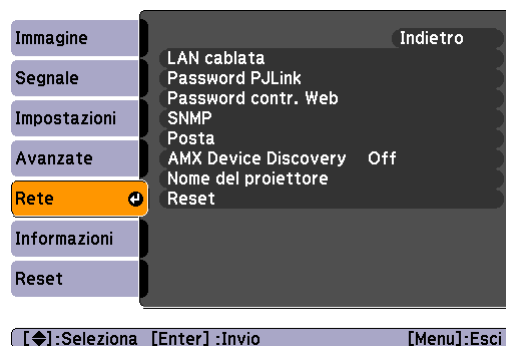 Immagine
Segnale
Impostazioni
Avanzate
Rete
Informazioni
Reset
Indietro
LAN cablata
Password PJLink
Password contr. Web
SNMP
Posta
AMX Device Discovery Off
Nome del proiettore
Reset
[◆]:Seleziona [Enter] :Invio [Menu]:Esci